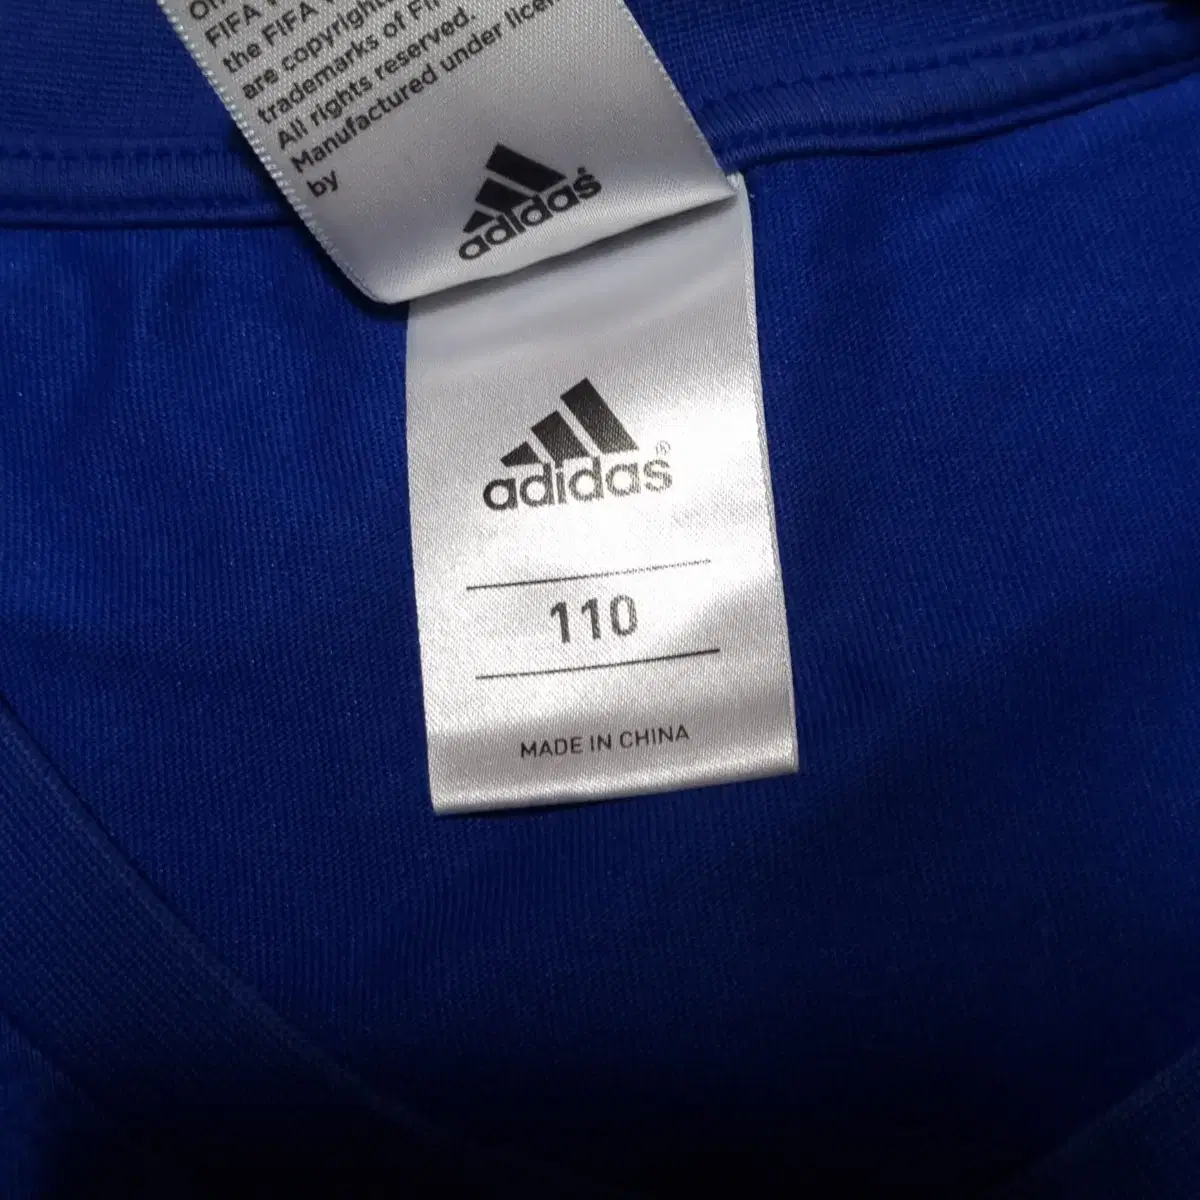 FIFA
the FIFA
are copyright
trademarks of
All rights reserved.
Manufactured under
by
adidas
adidas®
110
MADE IN CHINA